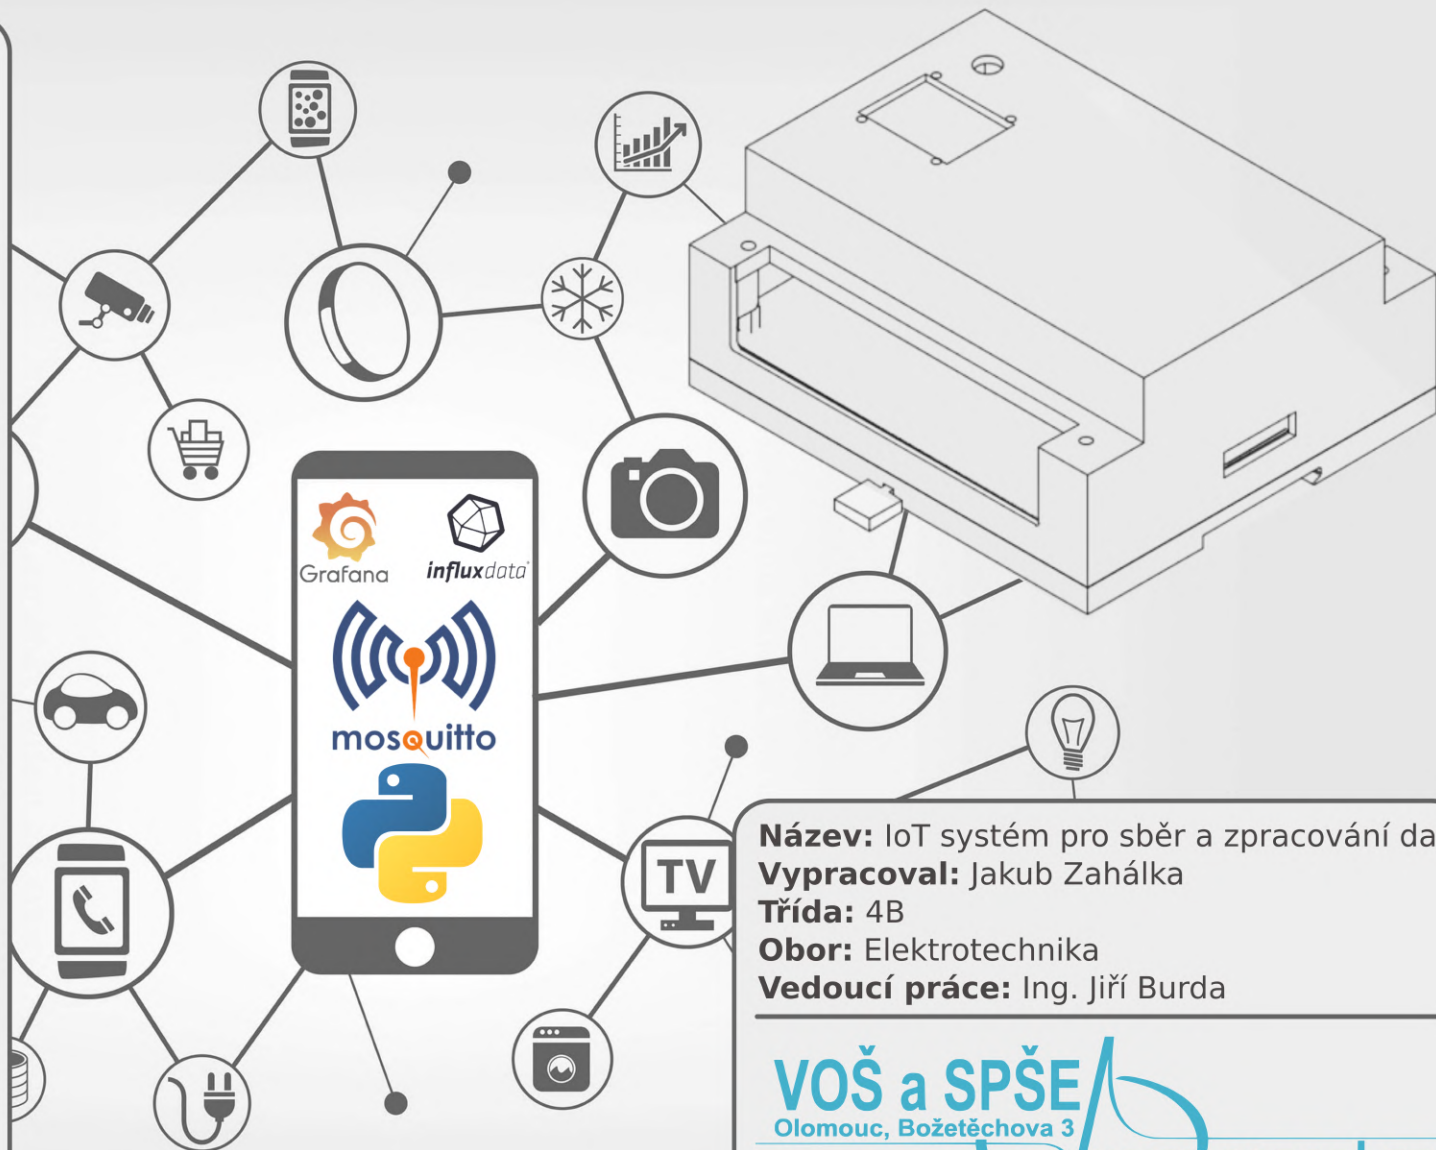 Grafana
influxdata
mosquitto
TV
Název: IoT systém pro sběr a zpracování da
Vypracoval: Jakub Zahálka
Třída: 4B
Obor: Elektrotechnika
Vedoucí práce: Ing. Jiří Burda
VOŠ a SPŠE
Olomouc, Božetěchova 3